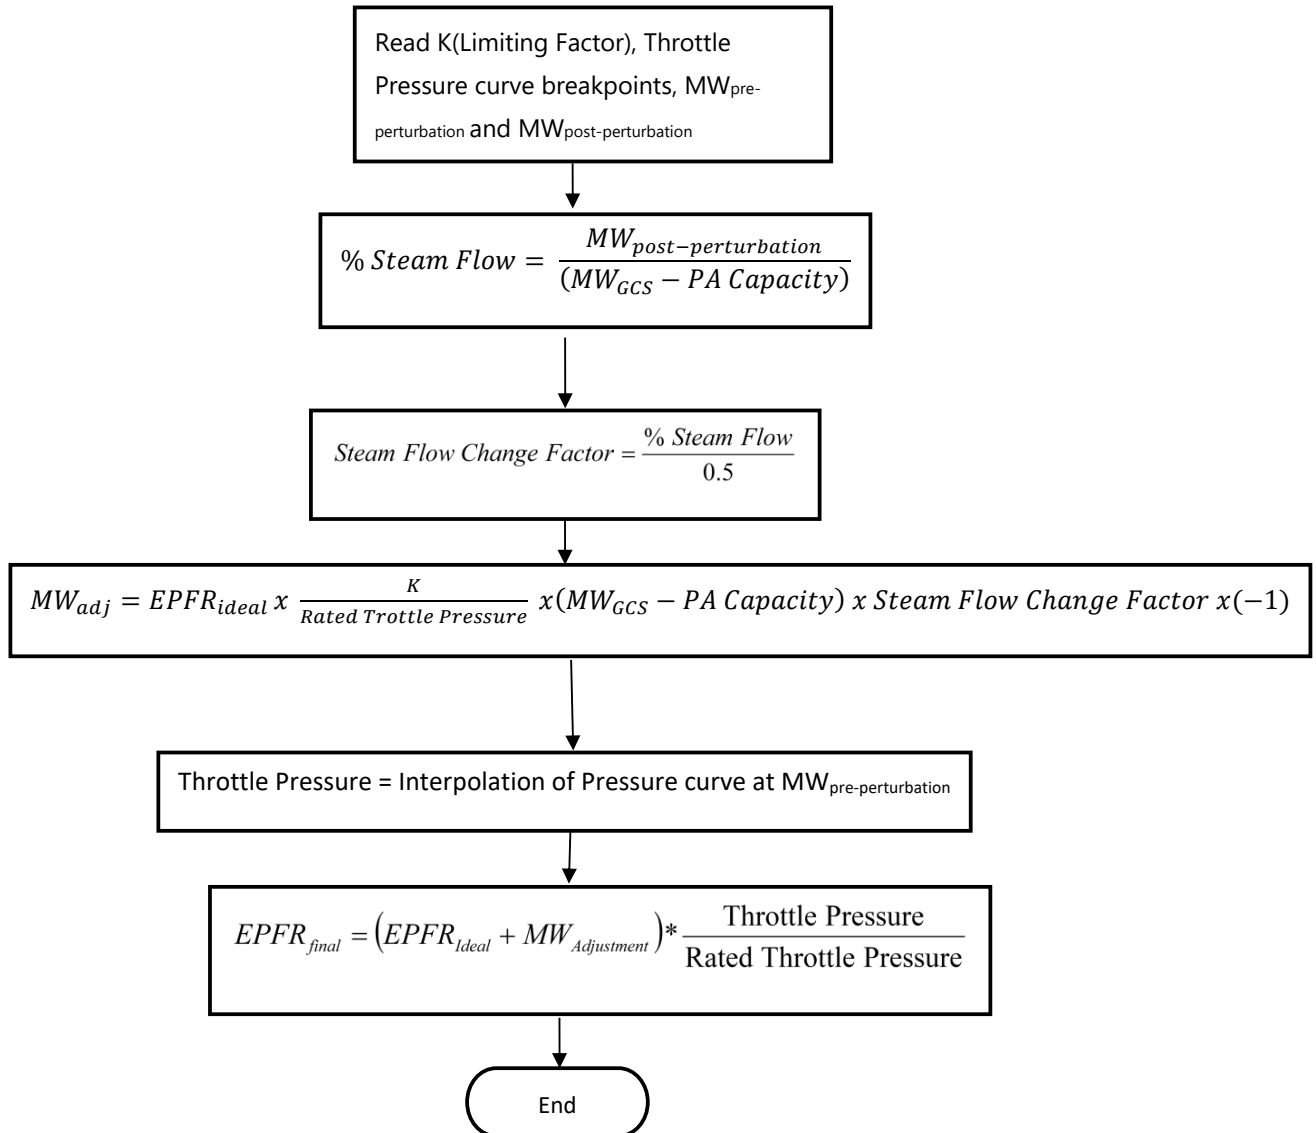 Read K(Limiting Factor), Throttle
Pressure curve breakpoints, MWpre-
perturbation and MWpost-perturbation
% Steam Flow = MWpost−perturbation / (MWGCS − PA Capacity)
Steam Flow Change Factor = % Steam Flow / 0.5
MWadj = EPFRideal x K / Rated Trottle Pressure x(MWGCS − PA Capacity) x Steam Flow Change Factor x(−1)
Throttle Pressure = Interpolation of Pressure curve at MWpre-perturbation
EPFRfinal = (EPFRIdeal + MWAdjustment)* Throttle Pressure / Rated Throttle Pressure
End